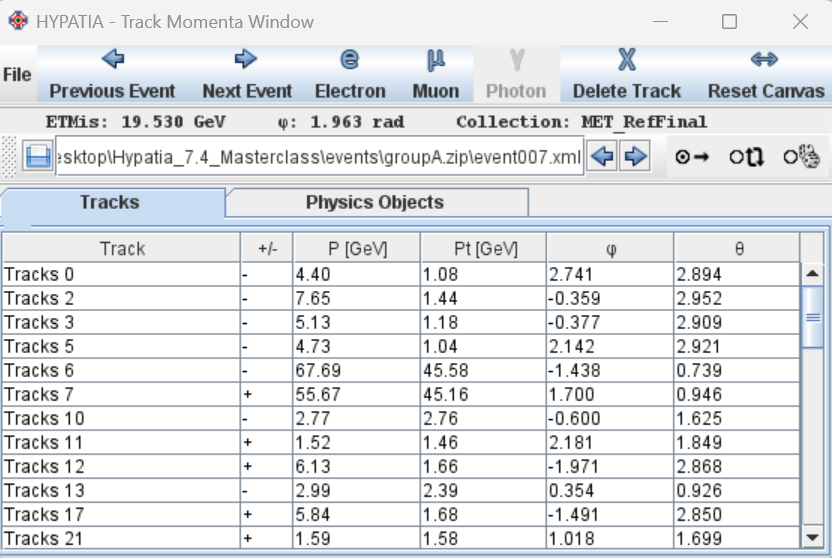 HYPATIA - Track Momenta Window
File
Previous Event Next Event Electron Muon Photon Delete Track Reset Canvas
ETMis: 19.530 GeV φ: 1.963 rad Collection: MET_RefFinal
esktop\Hypatia_7.4_Masterclass\events\groupA.zip\event007.xml
Tracks Physics Objects
Track +/- P [GeV] Pt [GeV] φ θ
Tracks 0 - 4.40 1.08 2.741 2.894
Tracks 2 - 7.65 1.44 -0.359 2.952
Tracks 3 - 5.13 1.18 -0.377 2.909
Tracks 5 - 4.73 1.04 2.142 2.921
Tracks 6 - 67.69 45.58 -1.438 0.739
Tracks 7 + 55.67 45.16 1.700 0.946
Tracks 10 - 2.77 2.76 -0.600 1.625
Tracks 11 + 1.52 1.46 2.181 1.849
Tracks 12 + 6.13 1.66 -1.971 2.868
Tracks 13 - 2.99 2.39 0.354 0.926
Tracks 17 + 5.84 1.68 -1.491 2.850
Tracks 21 + 1.59 1.58 1.018 1.699